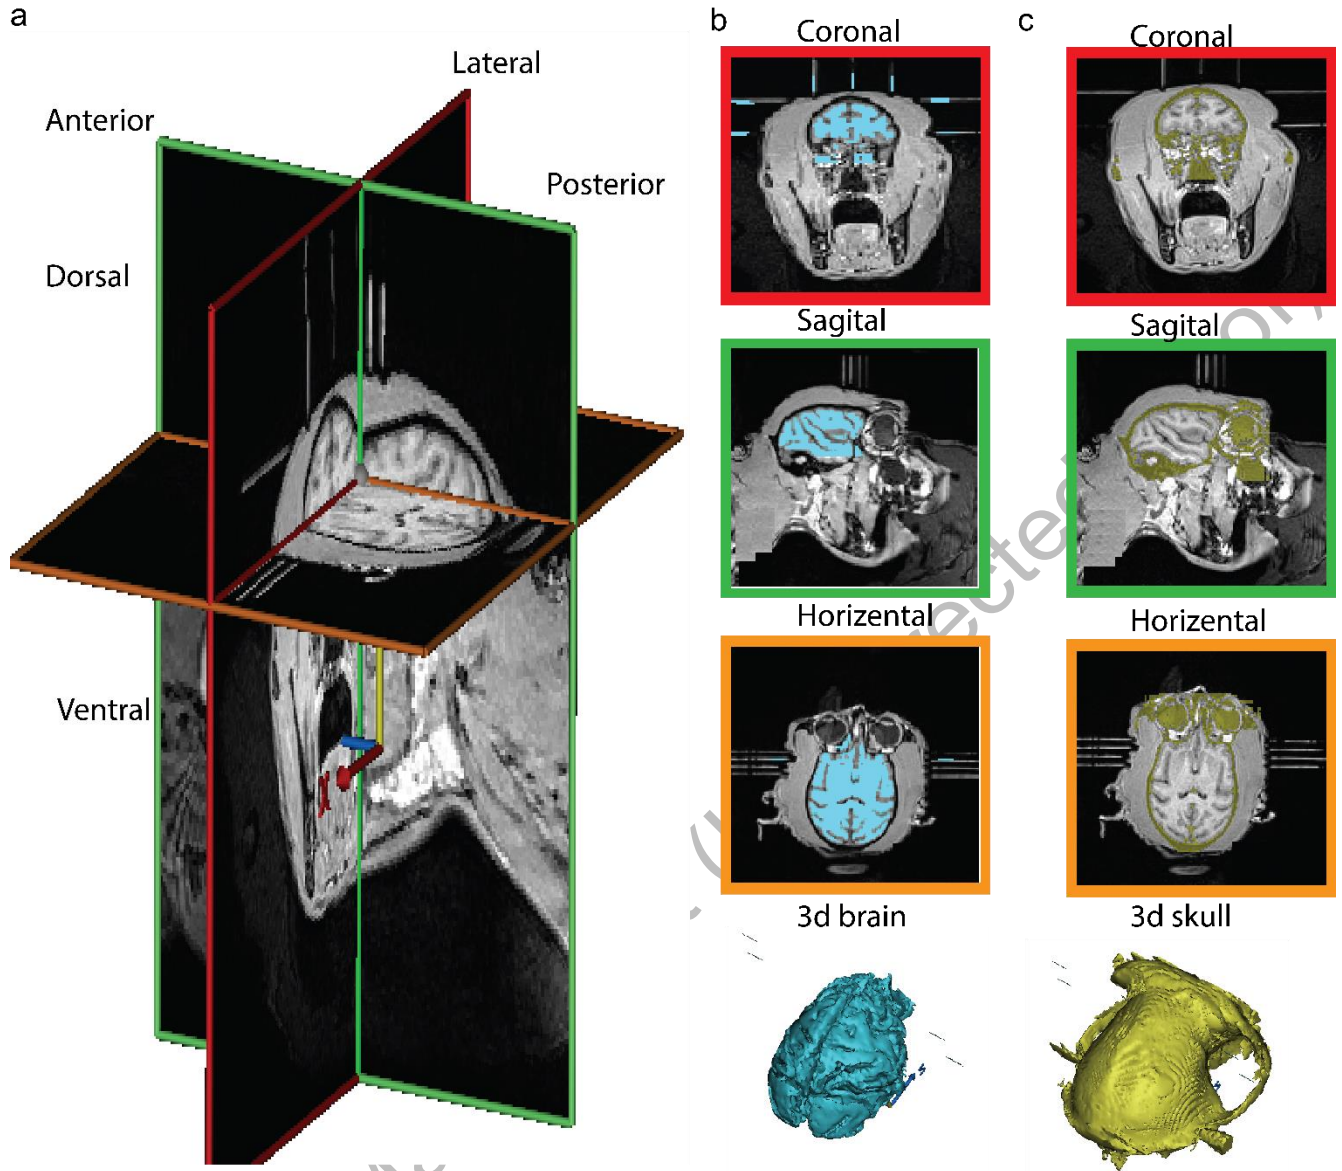 a
Lateral
Anterior
Posterior
Dorsal
Ventral
X
b
Coronal
Sagital
Horizental
3d brain
s
c
Coronal
Sagital
Horizental
3d skull